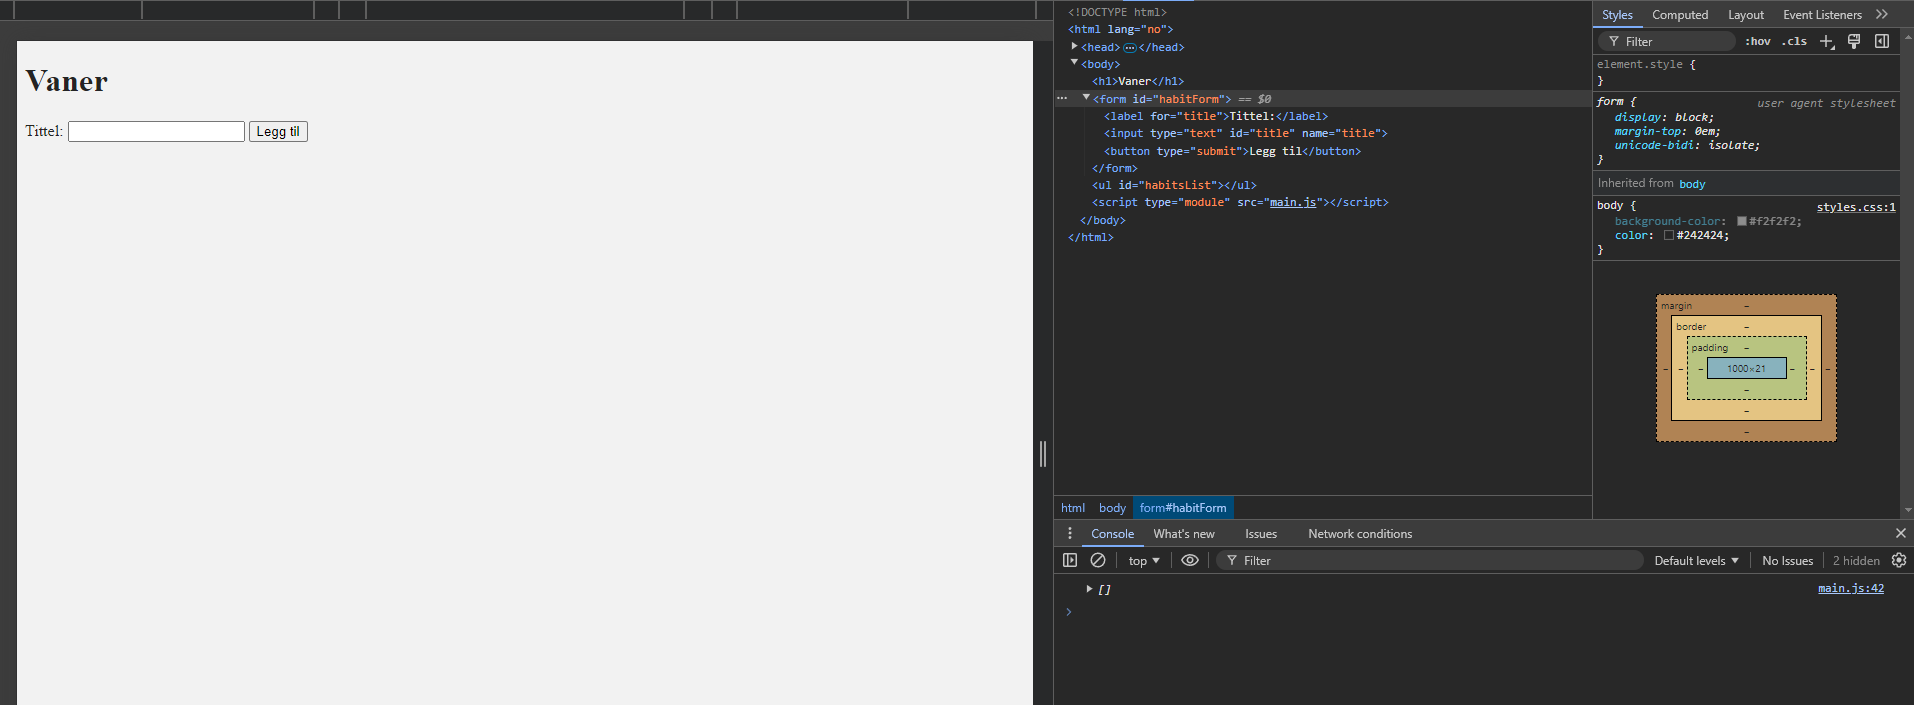 Vaner
Tittel:
Legg til
<!DOCTYPE html>
<html lang="no">
<head> ⋯ </head>
<body>
<h1>Vaner</h1>
<form id="habitForm"> == $0
<label for="title">Tittel:</label>
<input type="text" id="title" name="title">
<button type="submit">Legg til</button>
</form>
<ul id="habitsList"></ul>
<script type="module" src="main.js"></script>
</body>
</html>
html body form#habitForm
Styles Computed Layout Event Listeners
Filter :hov .cls
element.style {
}
form { user agent stylesheet
display: block;
margin-top: 0em;
unicode-bidi: isolate;
}
Inherited from body
body { styles.css:1
background-color: #f2f2f2;
color: #242424;
}
margin –
border –
padding –
– – – 1000×21 – – –
–
–
–
Console What's new Issues Network conditions
top Filter Default levels No Issues 2 hidden
[] main.js:42